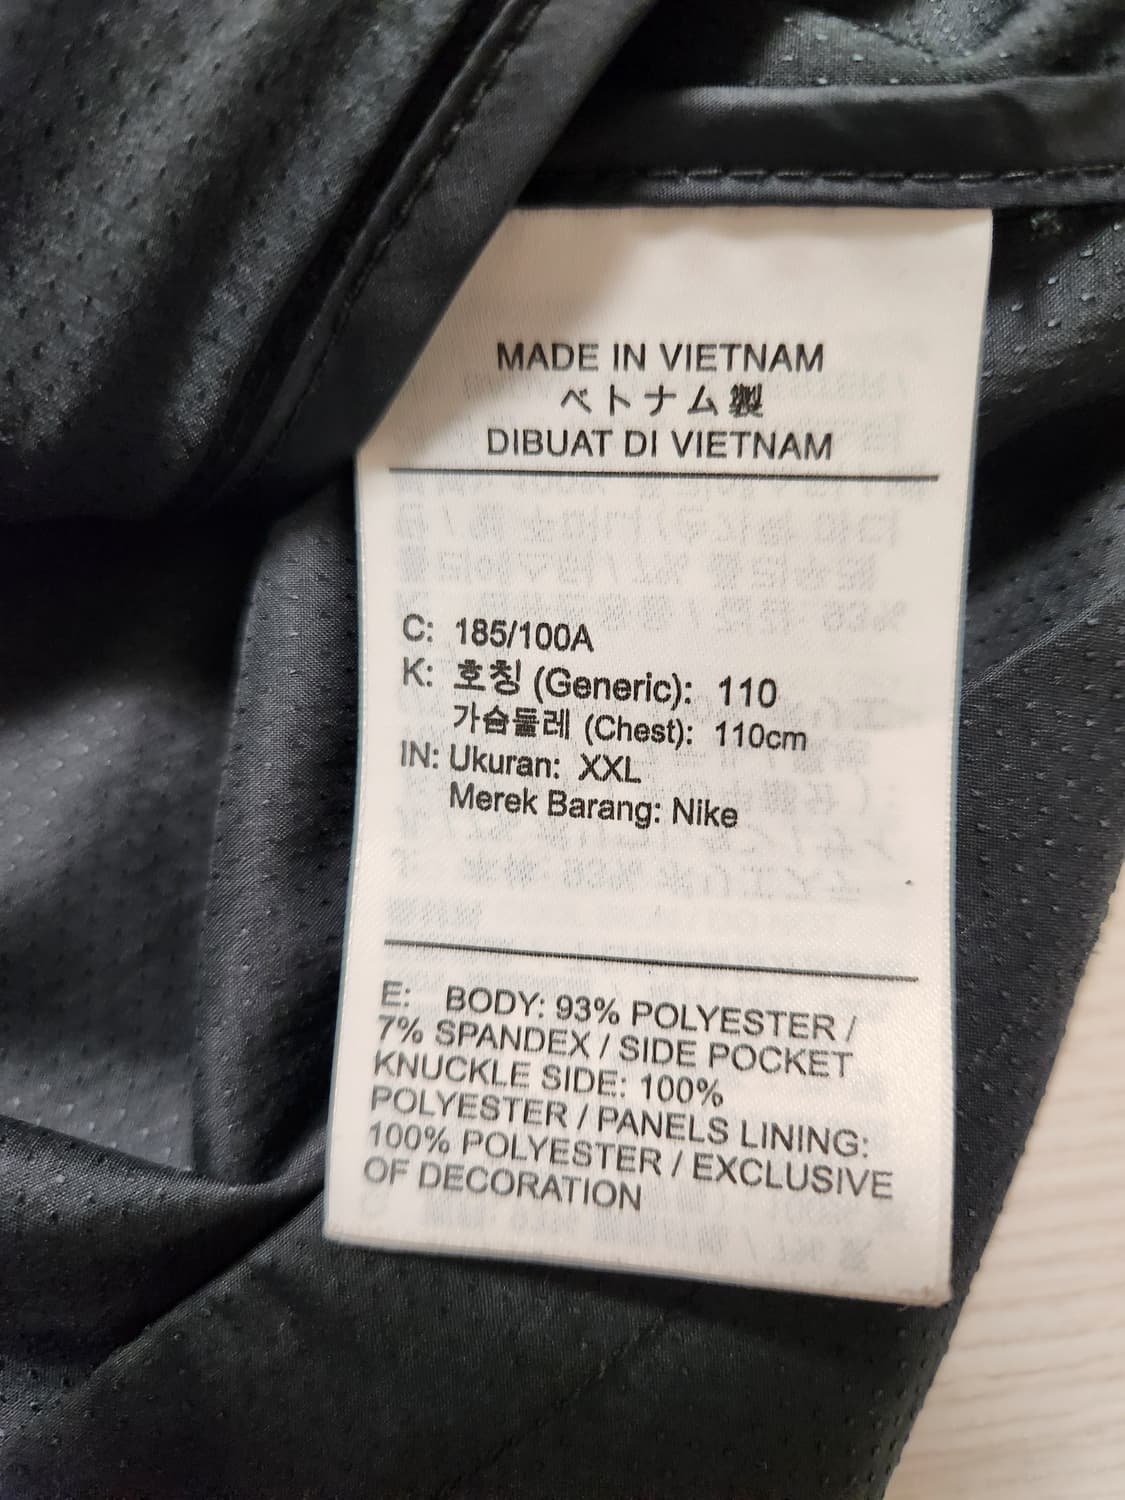 MADE IN VIETNAM
ベトナム製
DIBUAT DI VIETNAM
C: 185/100A
K: 호칭 (Generic): 110
가슴둘레 (Chest): 110cm
IN: Ukuran: XXL
Merek Barang: Nike
E: BODY: 93% POLYESTER /
7% SPANDEX / SIDE POCKET
KNUCKLE SIDE: 100%
POLYESTER / PANELS LINING:
100% POLYESTER / EXCLUSIVE
OF DECORATION